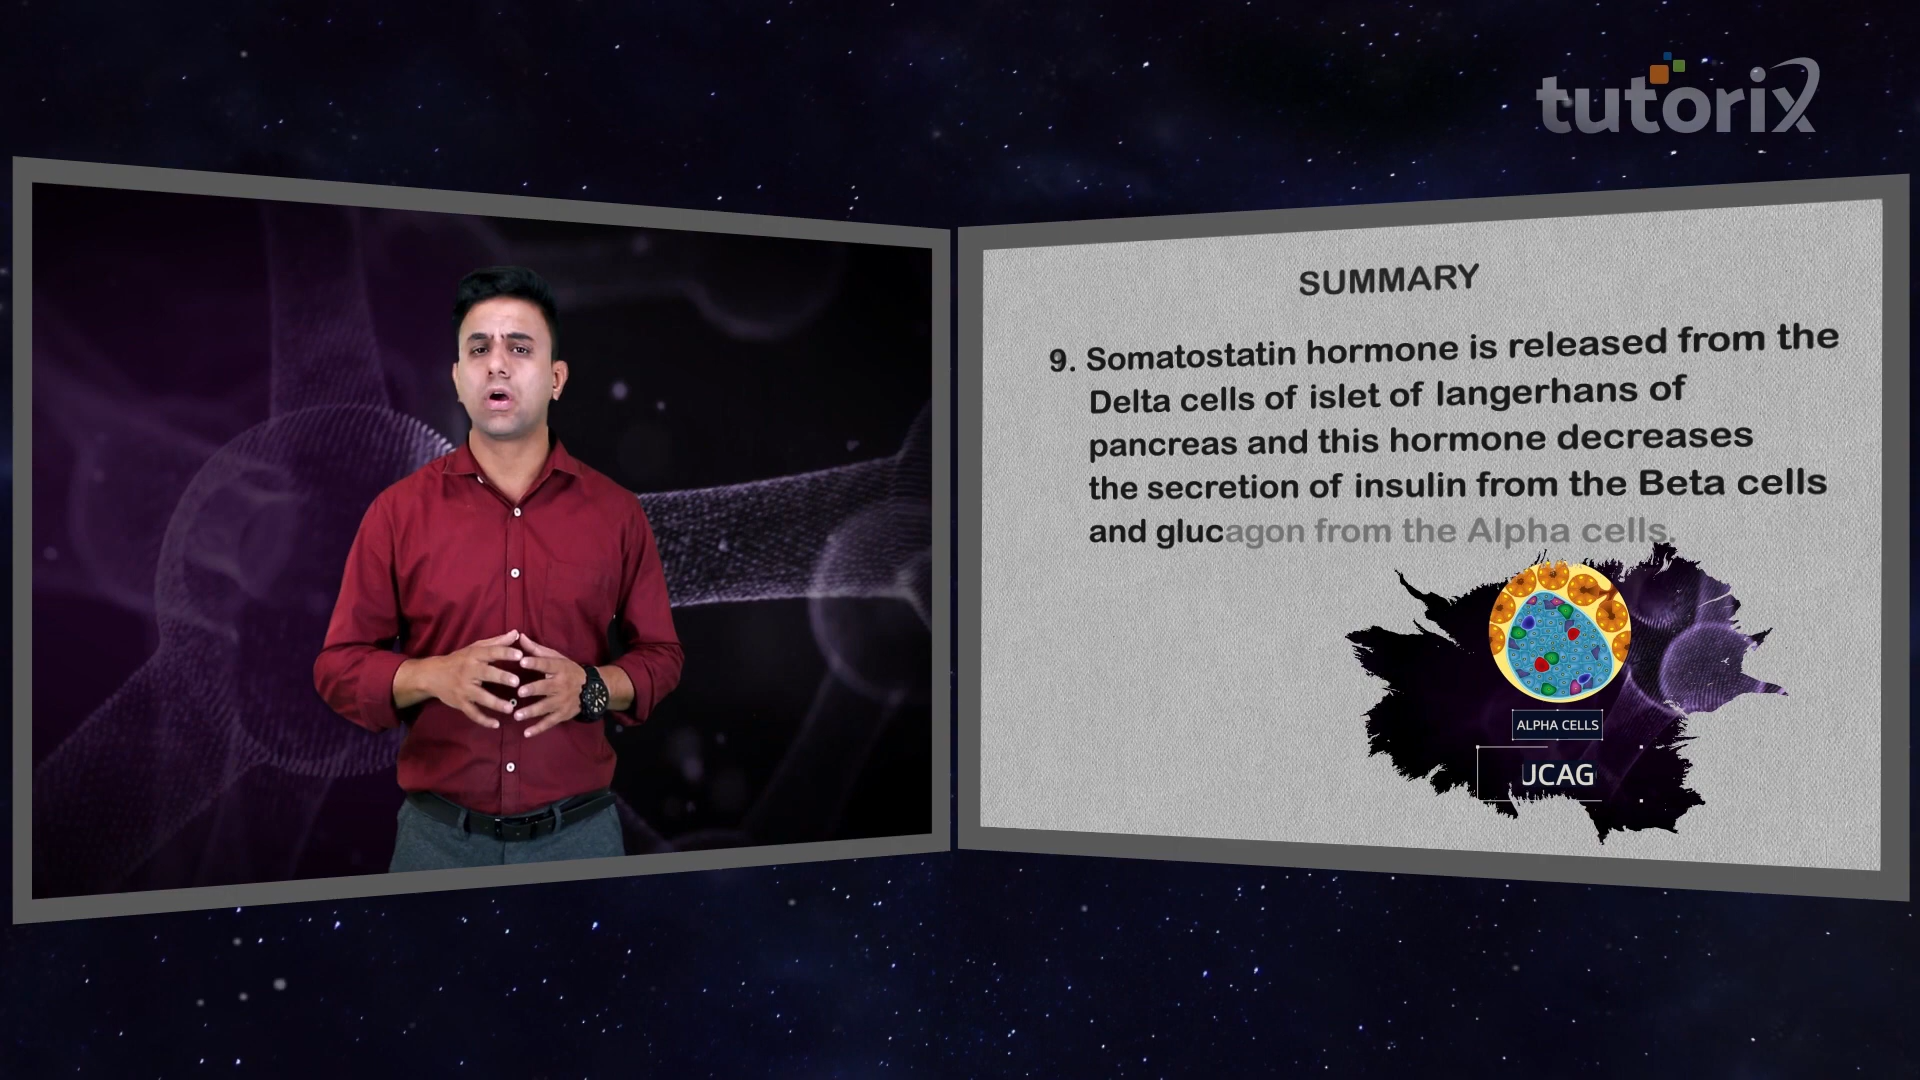 tutorix
SUMMARY
9. Somatostatin hormone is released from the
Delta cells of islet of langerhans of
pancreas and this hormone decreases
the secretion of insulin from the Beta cells
and glucagon from the Alpha cells.
ALPHA CELLS
UCAG